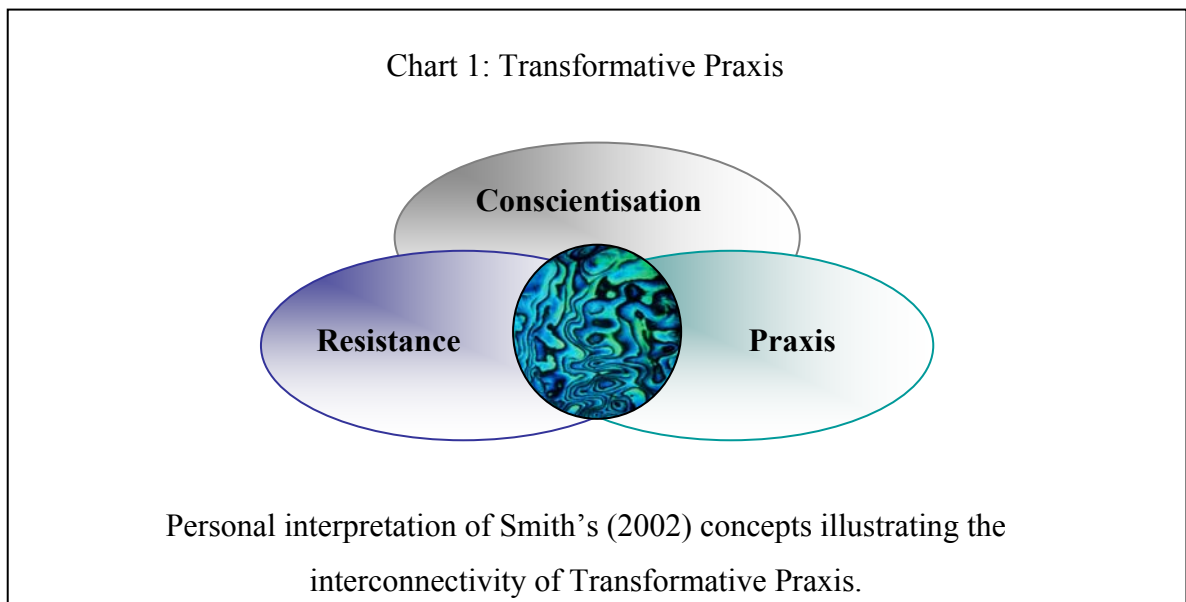 Chart 1: Transformative Praxis
Conscientisation
Resistance
Praxis
Personal interpretation of Smith’s (2002) concepts illustrating the
interconnectivity of Transformative Praxis.